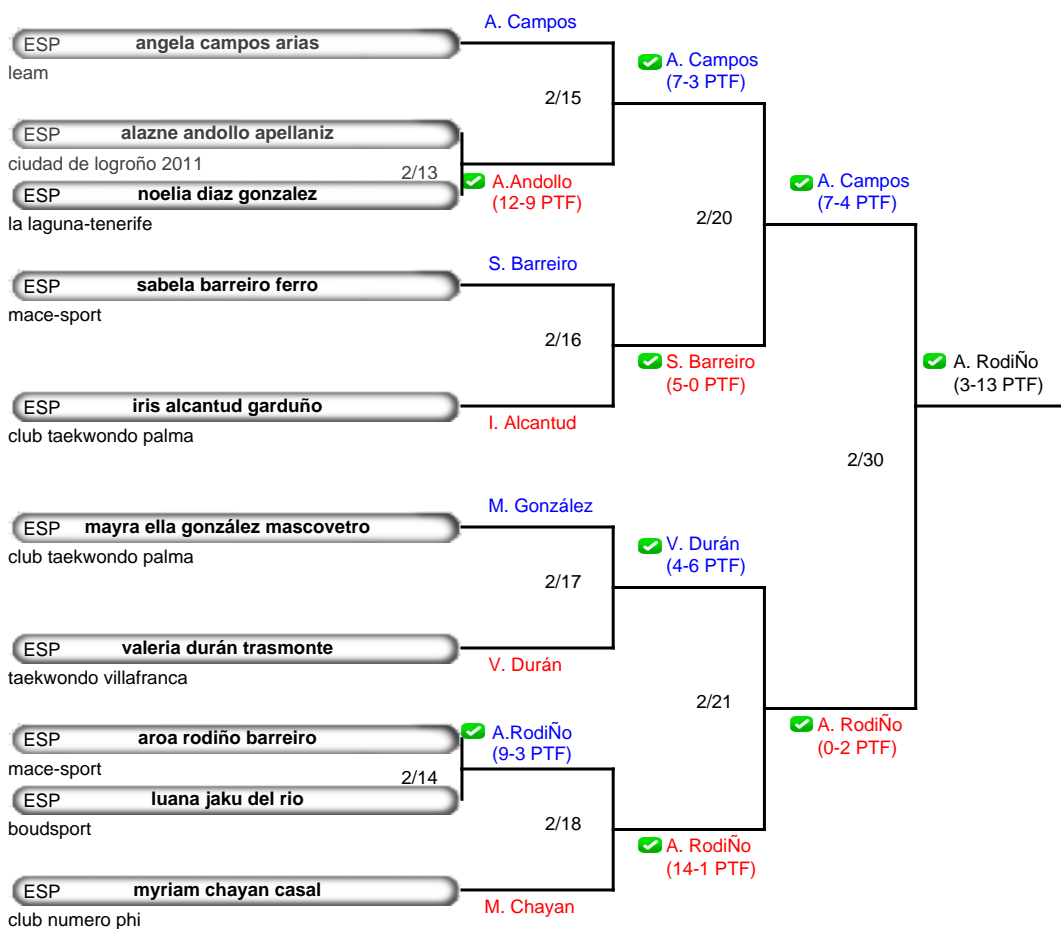 A. Campos
ESP angela campos arias
leam
A. Campos
(7-3 PTF)
2/15
ESP alazne andollo apellaniz
ciudad de logroño 2011
2/13
A.Andollo
(12-9 PTF)
ESP noelia diaz gonzalez
la laguna-tenerife
A. Campos
(7-4 PTF)
2/20
S. Barreiro
ESP sabela barreiro ferro
mace-sport
2/16
S. Barreiro
(5-0 PTF)
A. RodiÑo
(3-13 PTF)
ESP iris alcantud garduño
club taekwondo palma
I. Alcantud
2/30
M. González
ESP mayra ella gonzález mascovetro
club taekwondo palma
V. Durán
(4-6 PTF)
2/17
ESP valeria durán trasmonte
taekwondo villafranca
V. Durán
2/21
A. RodiÑo
(0-2 PTF)
ESP aroa rodiño barreiro
mace-sport
A.RodiÑo
(9-3 PTF)
2/14
ESP luana jaku del rio
boudsport
2/18
A. RodiÑo
(14-1 PTF)
ESP myriam chayan casal
club numero phi
M. Chayan